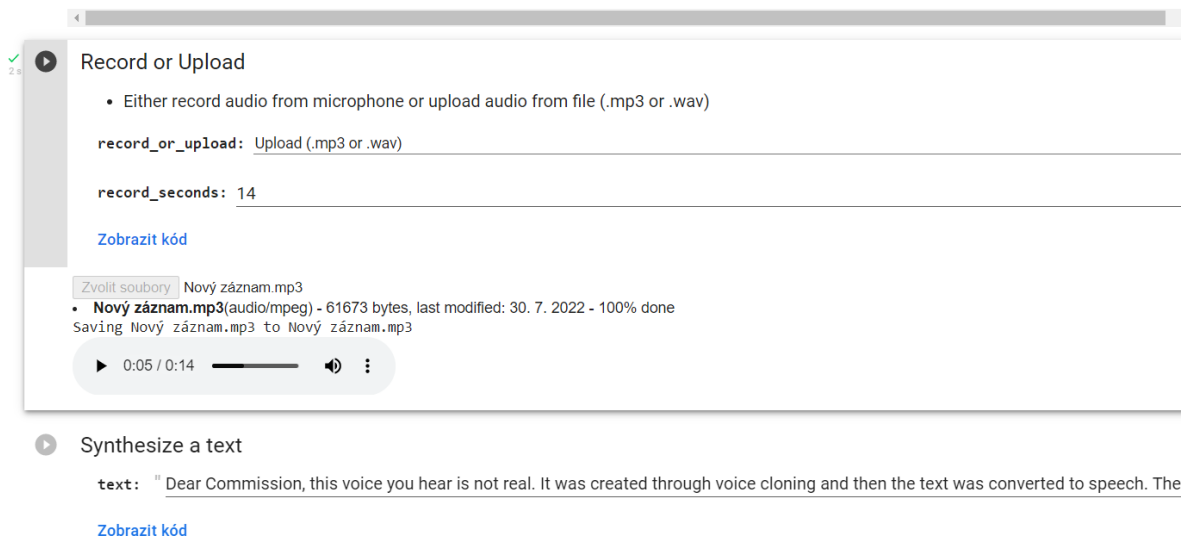 Record or Upload
2 s
• Either record audio from microphone or upload audio from file (.mp3 or .wav)
record_or_upload: Upload (.mp3 or .wav)
record_seconds: 14
Zobrazit kód
Zvolit soubory Nový záznam.mp3
• Nový záznam.mp3(audio/mpeg) - 61673 bytes, last modified: 30. 7. 2022 - 100% done
Saving Nový záznam.mp3 to Nový záznam.mp3
0:05 / 0:14
Synthesize a text
text: " Dear Commission, this voice you hear is not real. It was created through voice cloning and then the text was converted to speech. The
Zobrazit kód